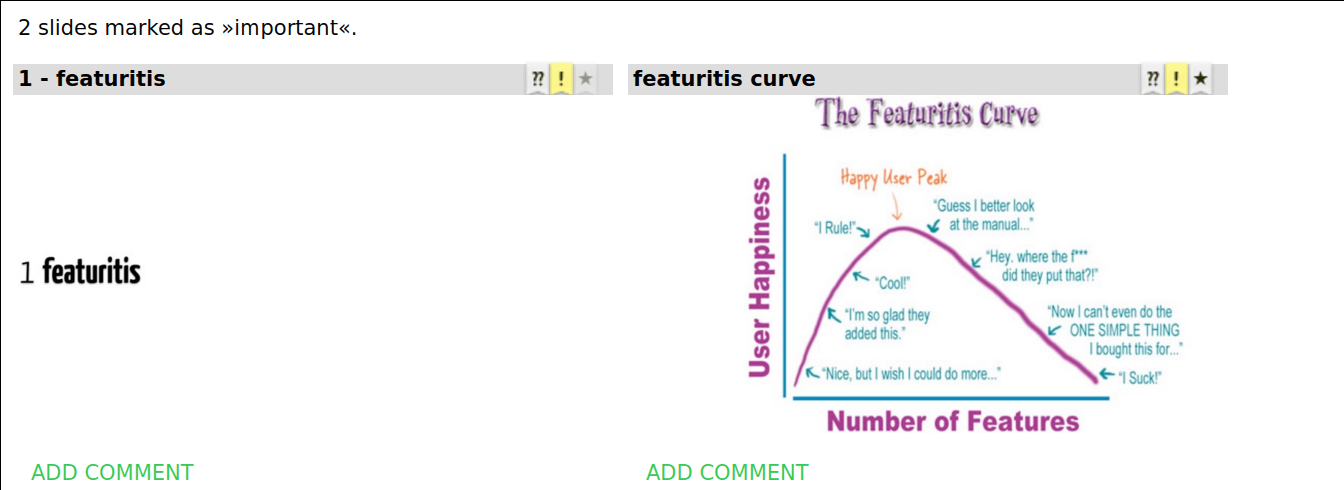 2 slides marked as »important«.
1 - featuritis
?? ! ★
featuritis curve
?? ! ★
1 featuritis
The Featuritis Curve
User Happiness
Happy User Peak
"I Rule!"
"Guess I better look
at the manual..."
"Hey. where the f***
did they put that?!"
"Cool!"
"I'm so glad they
added this."
"Now I can't even do the
ONE SIMPLE THING
I bought this for..."
"Nice, but I wish I could do more..."
"I Suck!"
Number of Features
ADD COMMENT
ADD COMMENT